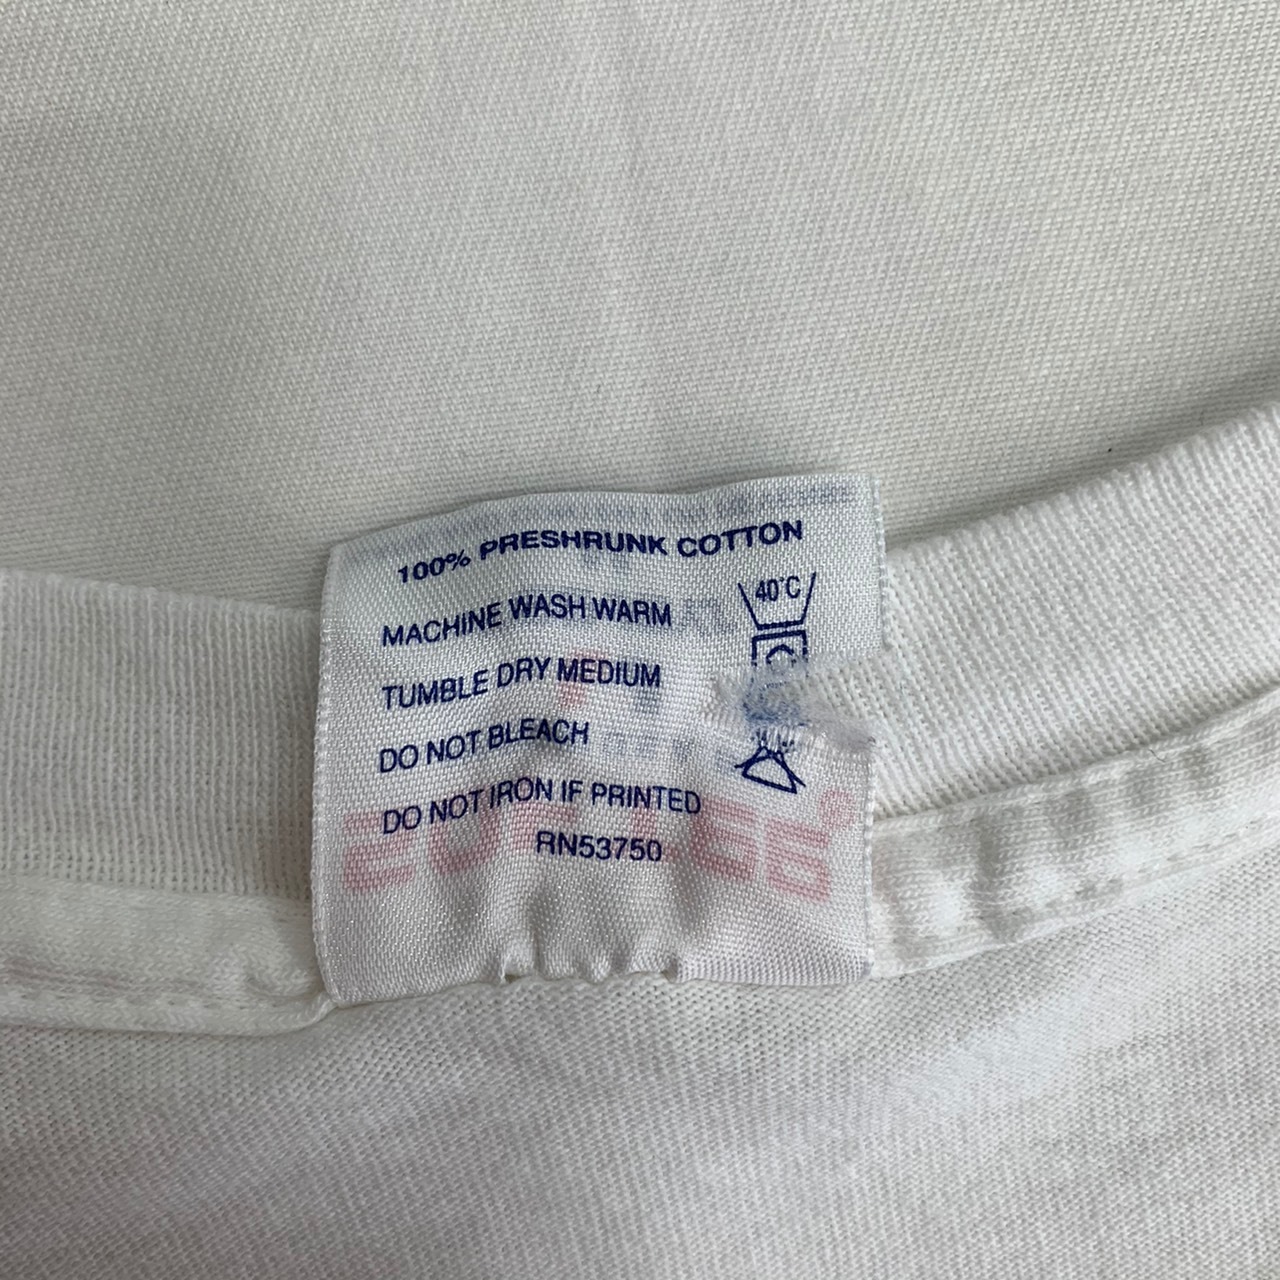 100% PRESHRUNK COTTON
MACHINE WASH WARM
40°C
TUMBLE DRY MEDIUM
DO NOT BLEACH
DO NOT IRON IF PRINTED
RN53750